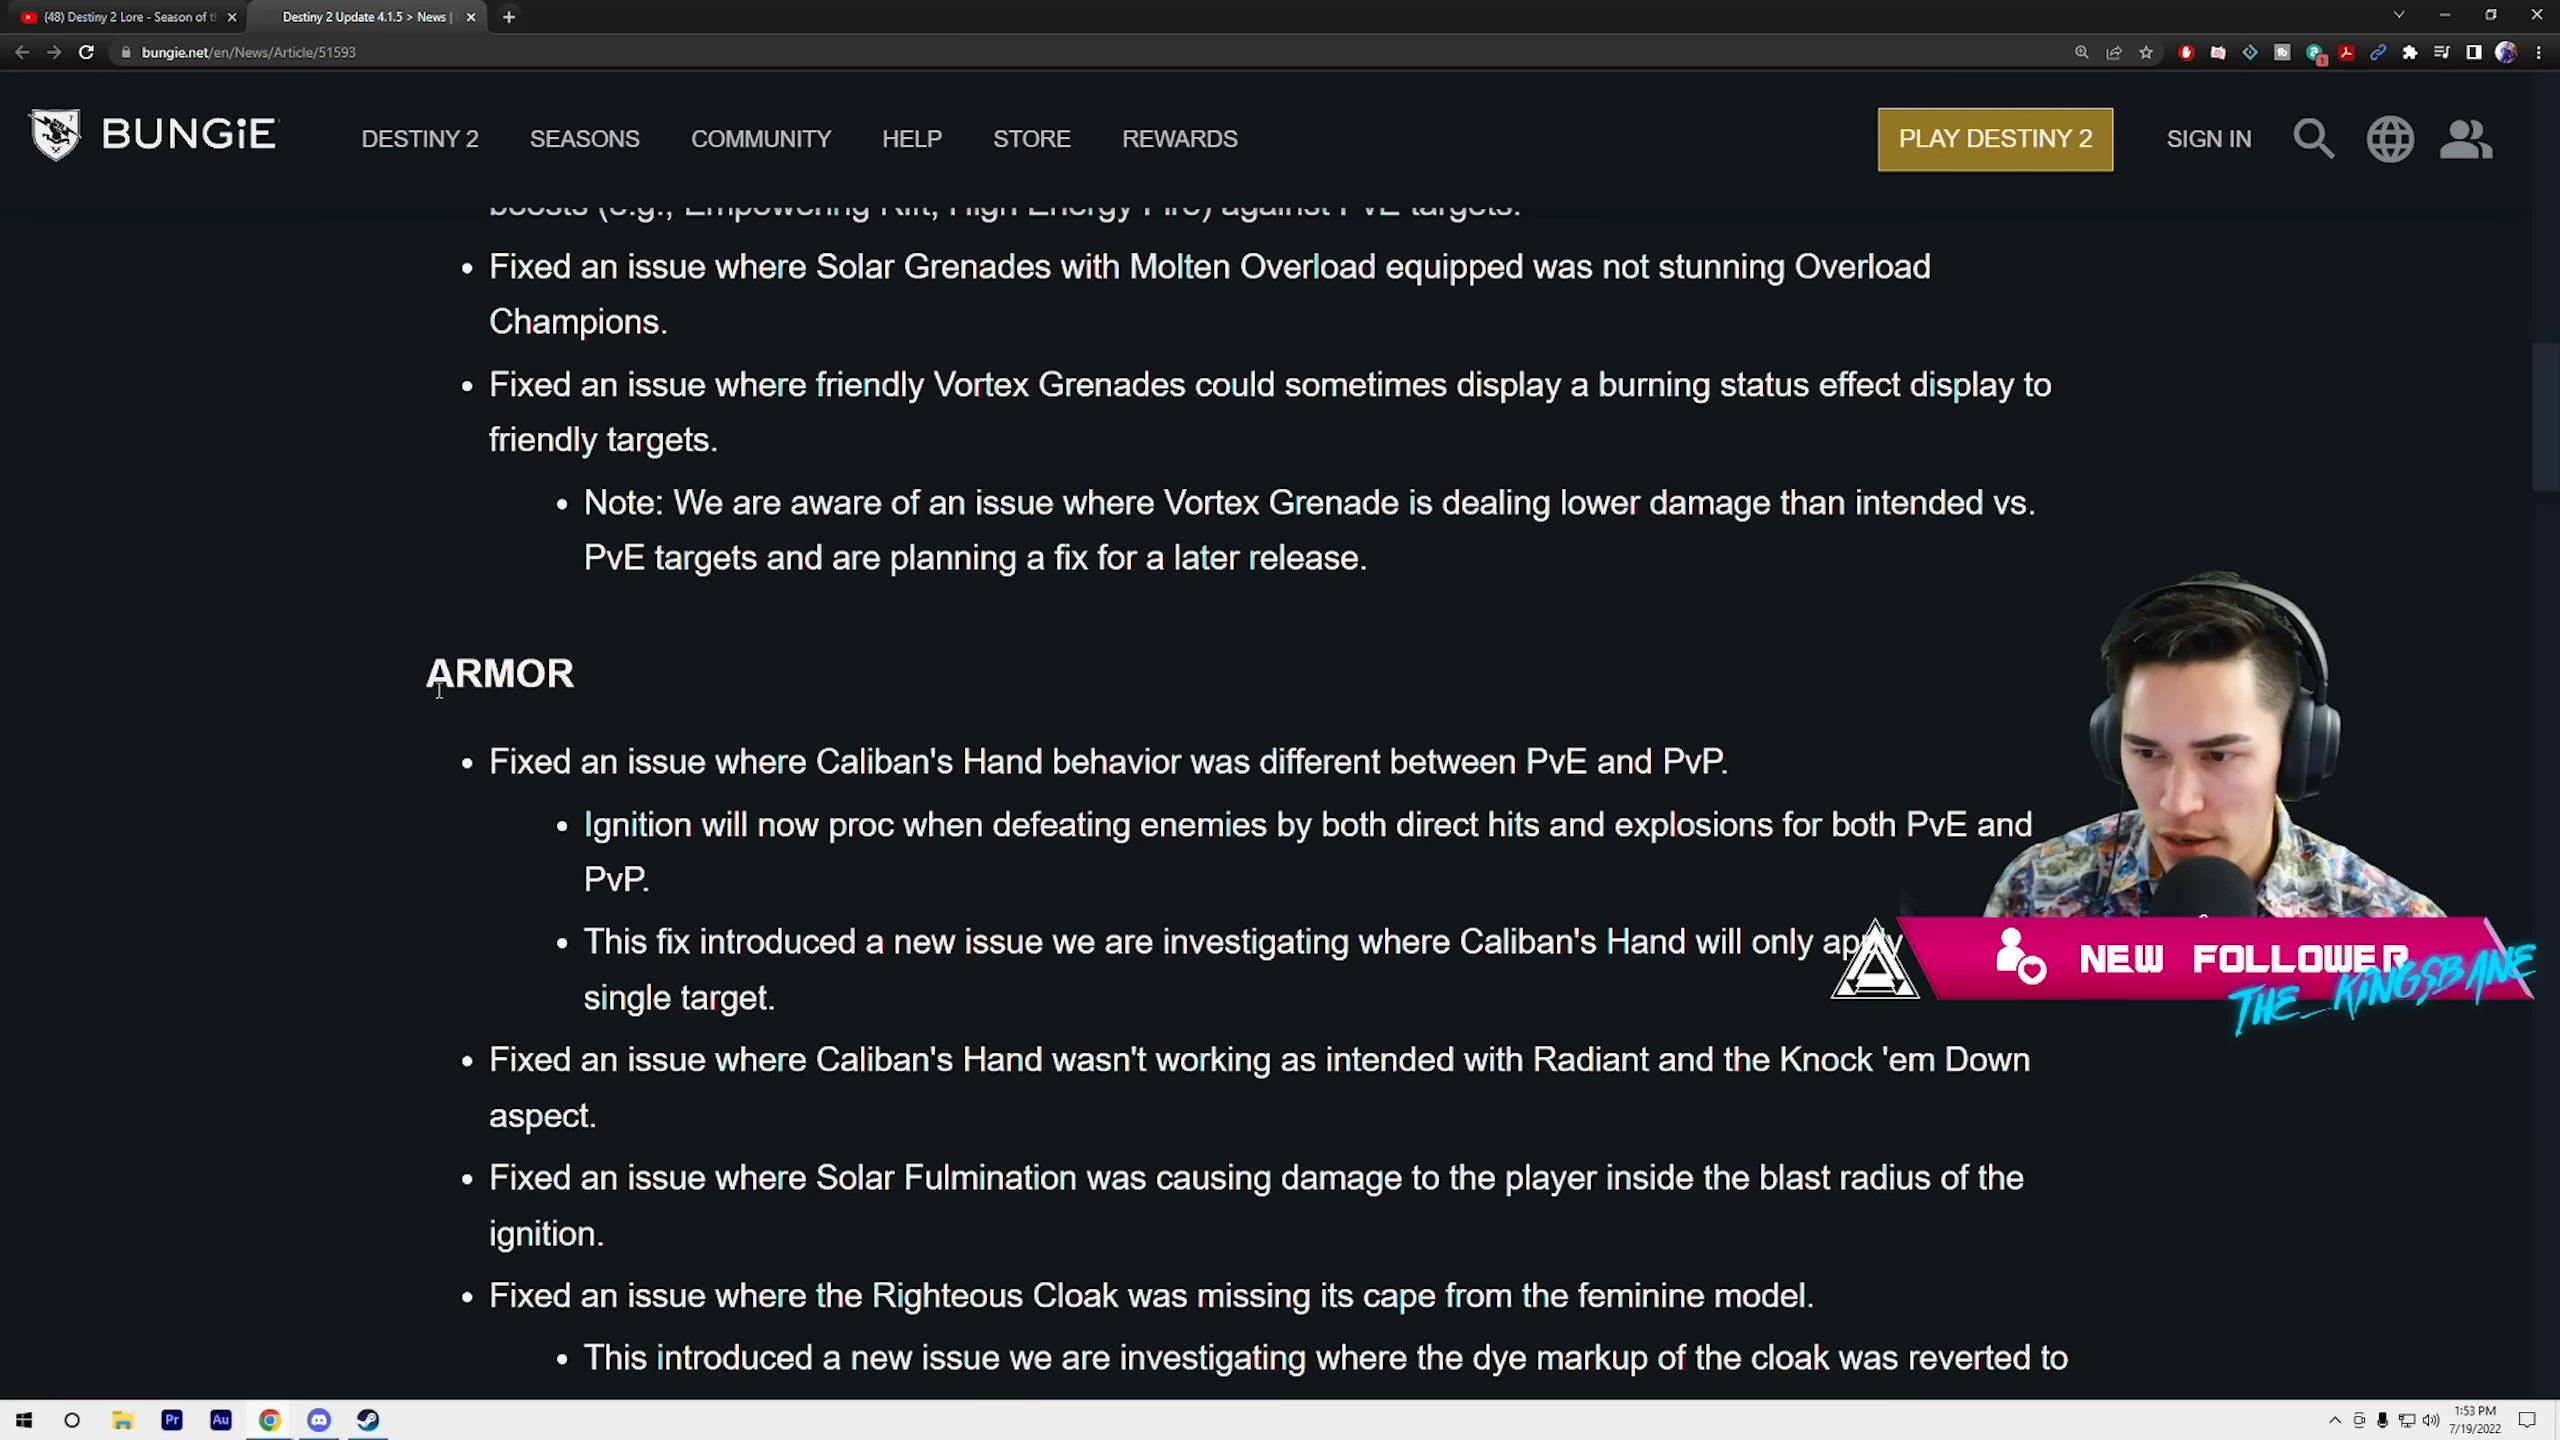 (48) Destiny 2 Lore - Season of t
Destiny 2 Update 4.1.5 > News |
bungie.net/en/News/Article/51593
BUNGiE
DESTINY 2
SEASONS
COMMUNITY
HELP
STORE
REWARDS
PLAY DESTINY 2
SIGN IN
boosts (e.g., Empowering Rift, High Energy Fire) against PvE targets.
• Fixed an issue where Solar Grenades with Molten Overload equipped was not stunning Overload
Champions.
• Fixed an issue where friendly Vortex Grenades could sometimes display a burning status effect display to
friendly targets.
• Note: We are aware of an issue where Vortex Grenade is dealing lower damage than intended vs.
PvE targets and are planning a fix for a later release.
ARMOR
• Fixed an issue where Caliban's Hand behavior was different between PvE and PvP.
• Ignition will now proc when defeating enemies by both direct hits and explosions for both PvE and
PvP.
• This fix introduced a new issue we are investigating where Caliban's Hand will only apply
single target.
NEW FOLLOWER
THE_KINGSBANE
• Fixed an issue where Caliban's Hand wasn't working as intended with Radiant and the Knock 'em Down
aspect.
• Fixed an issue where Solar Fulmination was causing damage to the player inside the blast radius of the
ignition.
• Fixed an issue where the Righteous Cloak was missing its cape from the feminine model.
• This introduced a new issue we are investigating where the dye markup of the cloak was reverted to
Pr
Au
1:53 PM
7/19/2022